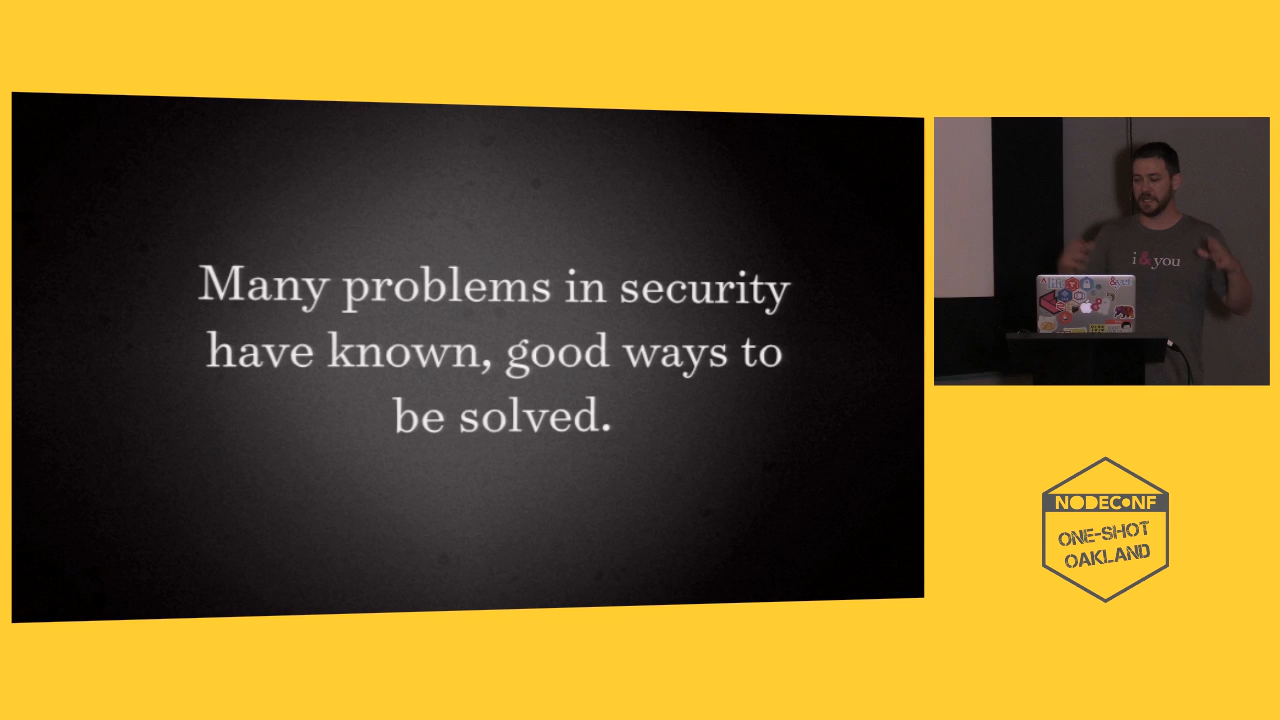 Many problems in security
have known, good ways to
be solved.
i&you
NODECONF
ONE-SHOT
OAKLAND